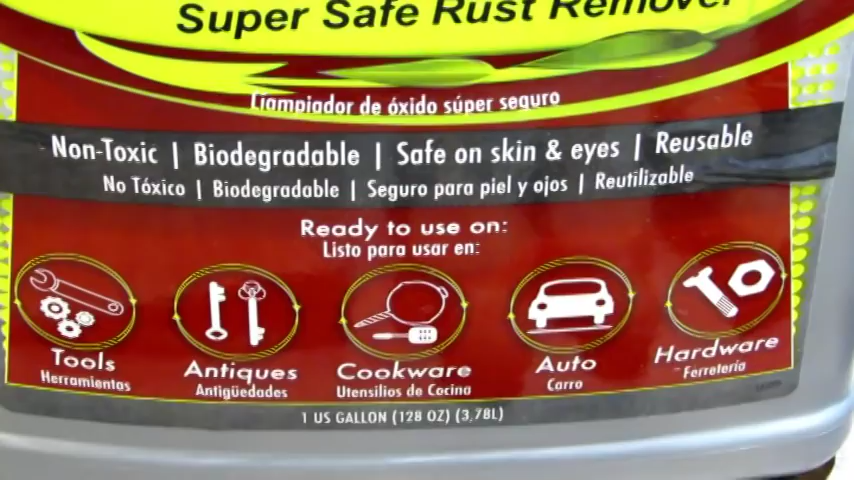 Super Safe Rust Remover
Liampiador de óxido súper seguro
Non-Toxic | Biodegradable | Safe on skin & eyes | Reusable
No Tóxico | Biodegradable | Seguro para piel y ojos | Reutilizable
Ready to use on:
Listo para usar en:
Tools
Herramientas
Antiques
Antigüedades
Cookware
Utensilios de Cocina
Auto
Carro
Hardware
Ferretería
1 US GALLON (128 OZ) (3,78L)